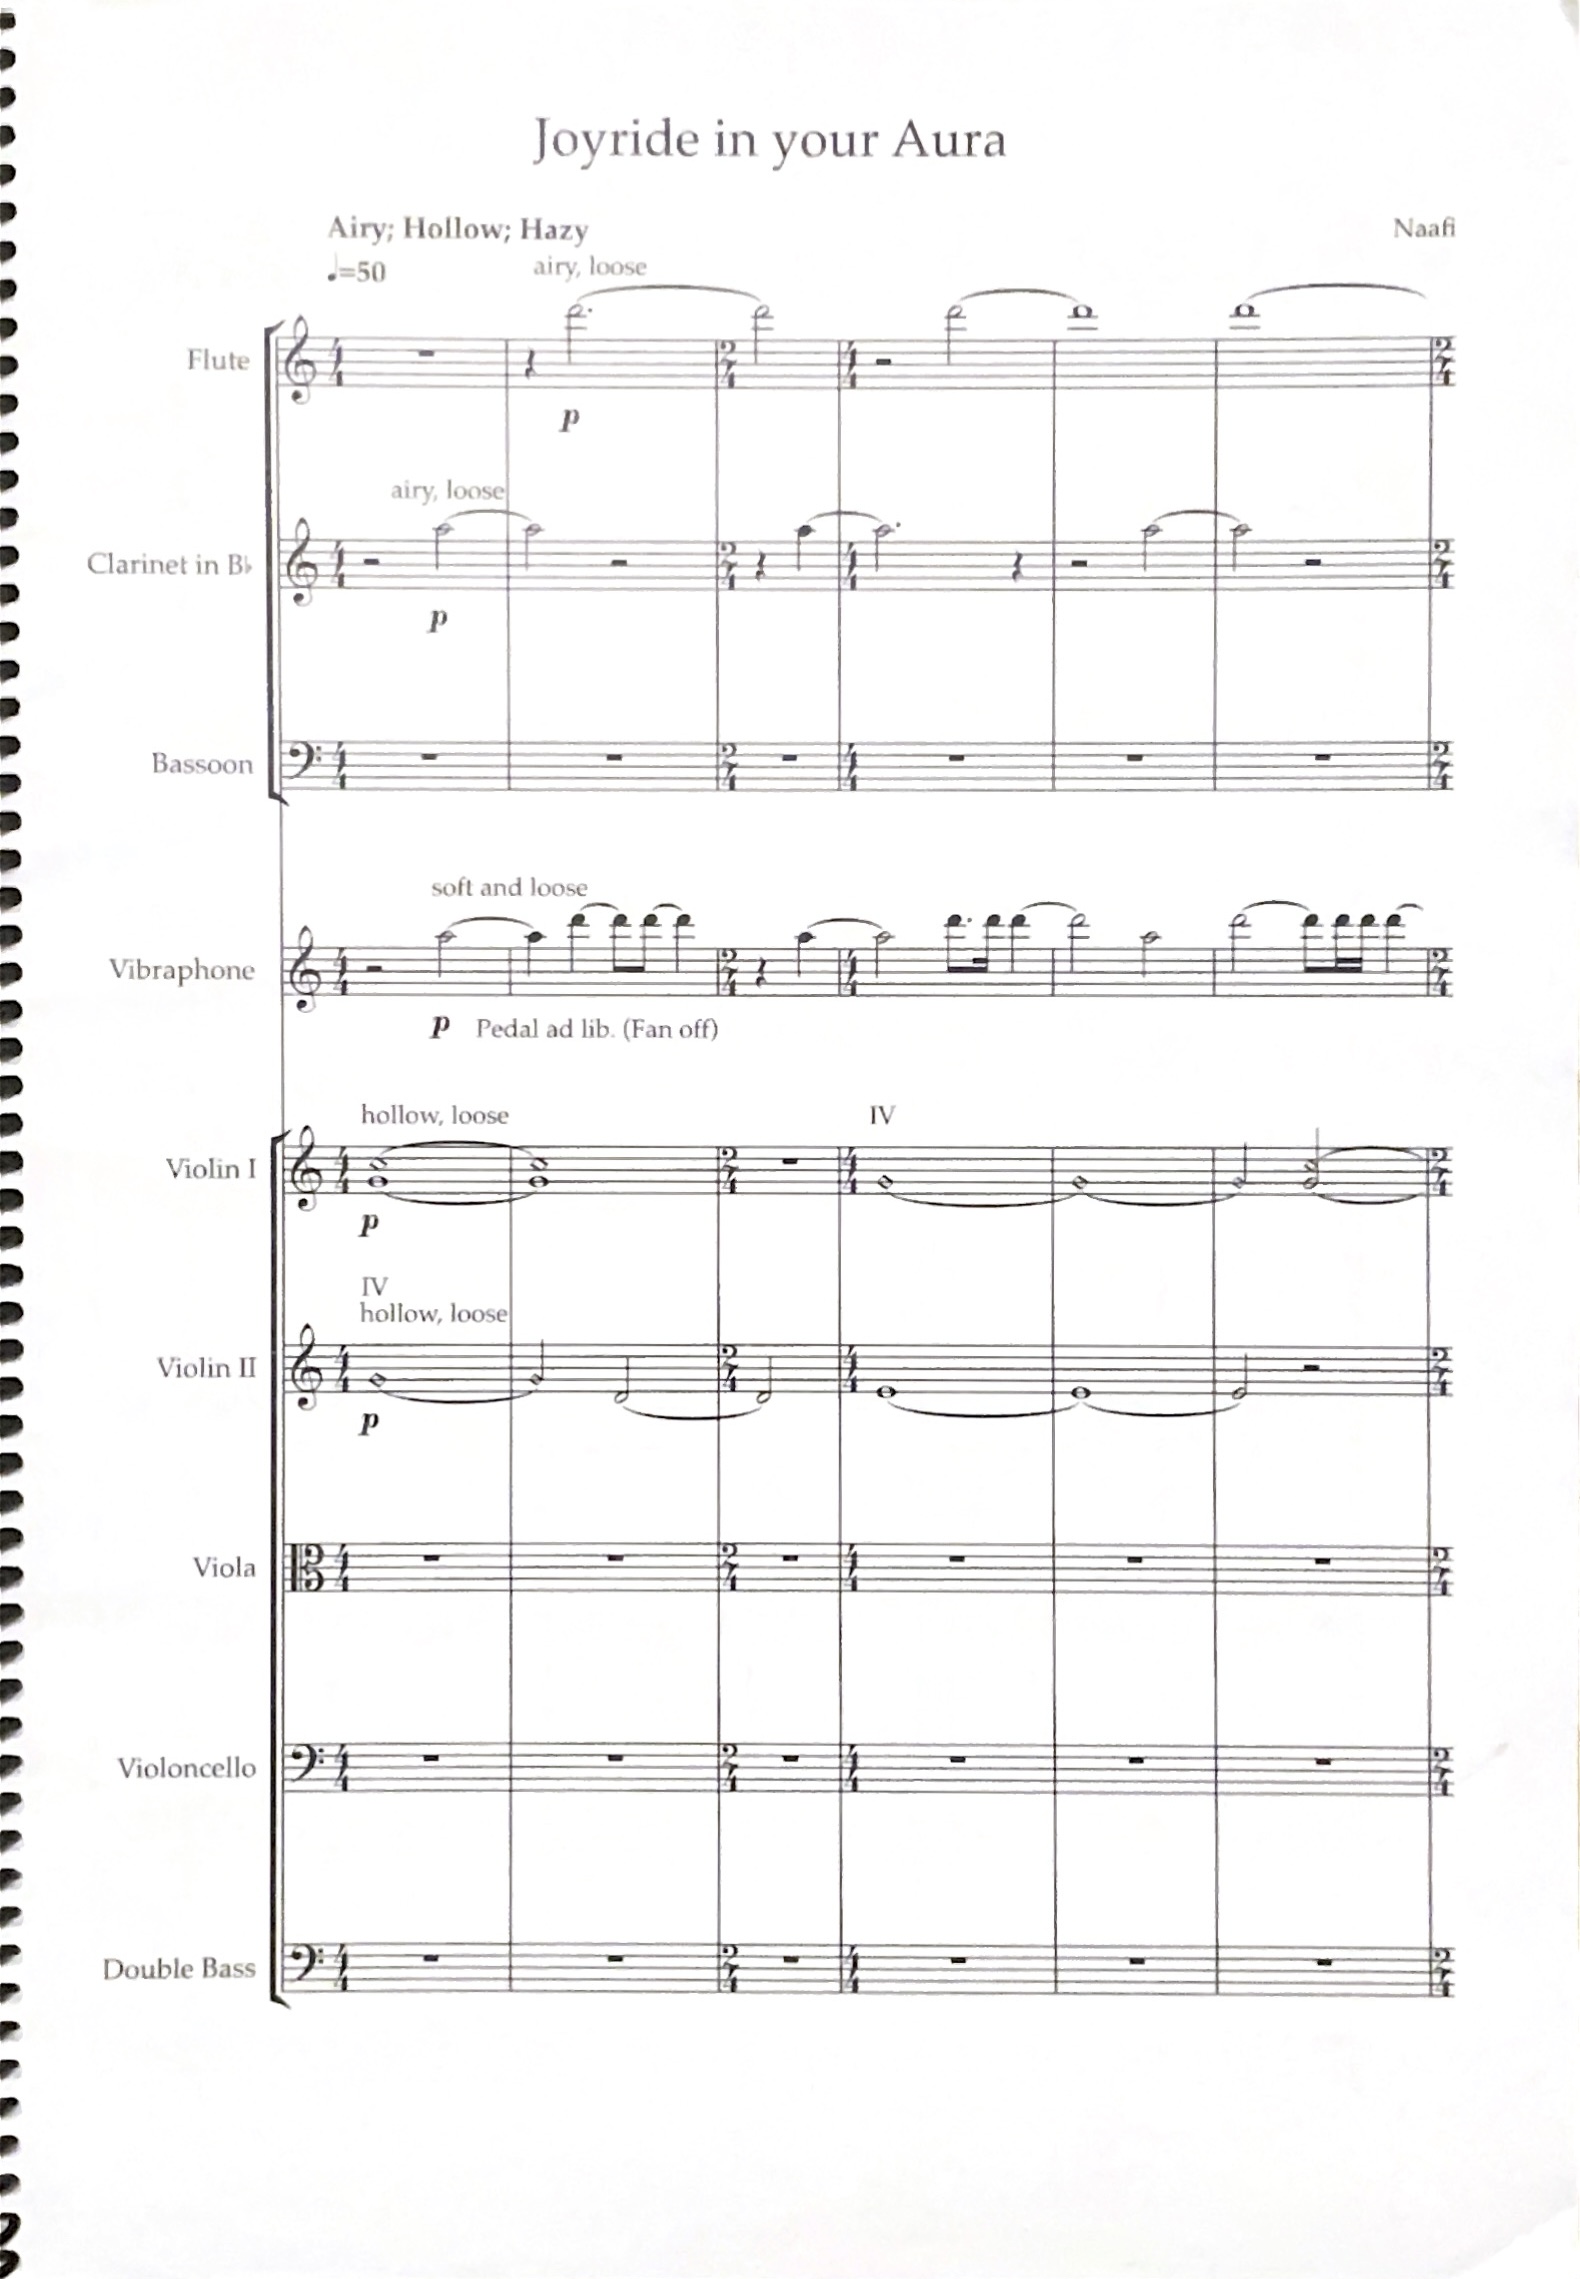 Joyride in your Aura
Airy; Hollow; Hazy
Naafi
♩=50
airy, loose
Flute
p
airy, loose
Clarinet in B♭
p
Bassoon
soft and loose
Vibraphone
p Pedal ad lib. (Fan off)
hollow, loose
IV
Violin I
p
IV
hollow, loose
Violin II
p
Viola
Violoncello
Double Bass